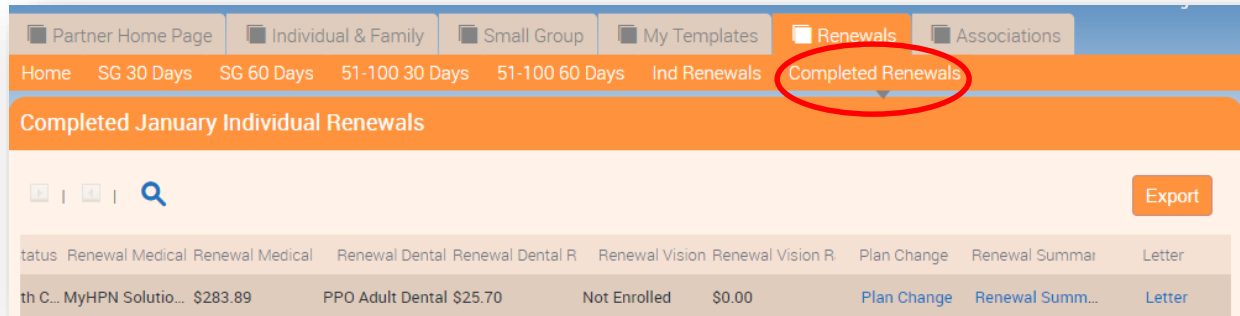 Partner Home Page Individual & Family Small Group My Templates Renewals Associations
Home SG 30 Days SG 60 Days 51-100 30 Days 51-100 60 Days Ind Renewals Completed Renewals
Completed January Individual Renewals
| |
Export
tatus Renewal Medical Renewal Medical Renewal Dental Renewal Dental R Renewal Vision Renewal Vision R Plan Change Renewal Summar Letter
th C... MyHPN Solutio... $283.89 PPO Adult Dental $25.70 Not Enrolled $0.00 Plan Change Renewal Summ... Letter